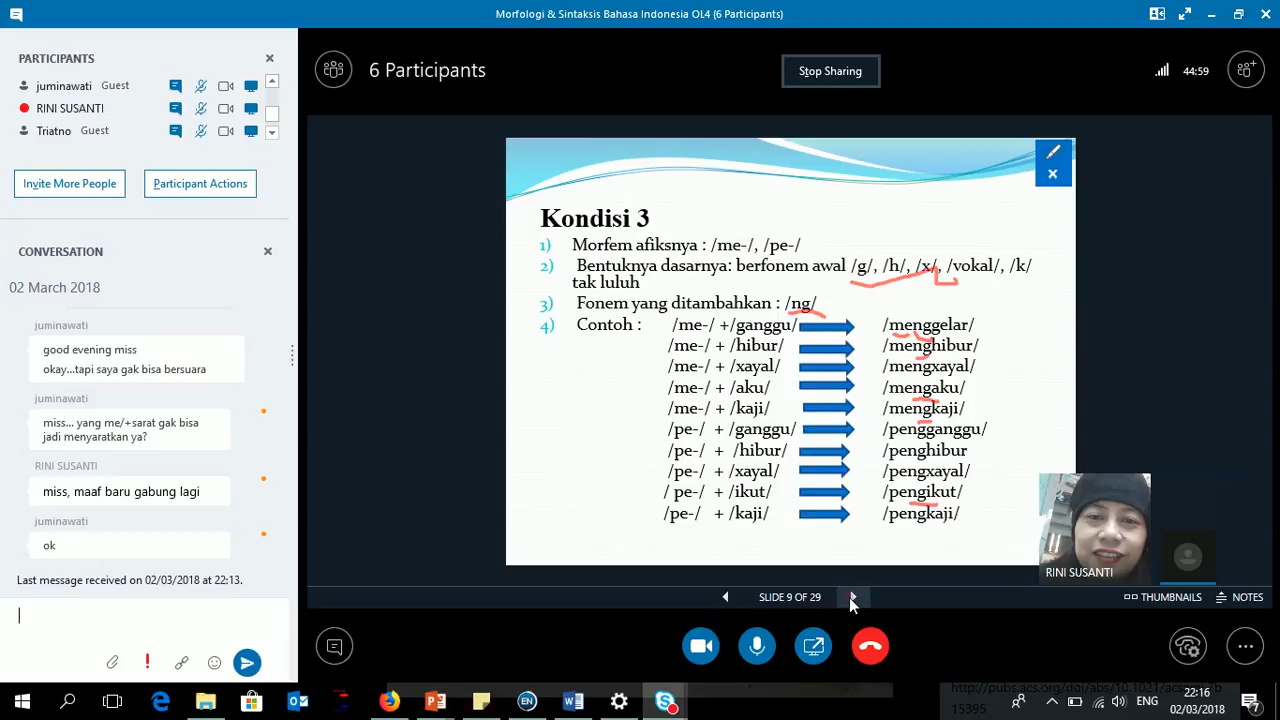 Morfologi & Sintaksis Bahasa Indonesia OL4 (6 Participants)
PARTICIPANTS
juminawati Guest
RINI SUSANTI
Triatno Guest
Invite More People
Participant Actions
CONVERSATION
02 March 2018
juminawati
good evening miss
okay...tapi saya gak bisa bersuara
juminawati
miss... yang me/+sarat gak bisa
jadi menyaratkan ya?
RINI SUSANTI
miss, maaf baru gabung lagi
juminawati
ok
Last message received on 02/03/2018 at 22:13.
6 Participants
Stop Sharing
44:59
Kondisi 3
1) Morfem afiksnya : /me-/, /pe-/
2) Bentuknya dasarnya: berfonem awal /g/, /h/, /x/, /vokal/, /k/
tak luluh
3) Fonem yang ditambahkan : /ng/
4) Contoh : /me-/ +/ganggu/ /menggelar/
/me-/ + /hibur/ /menghibur/
/me-/ + /xayal/ /mengxayal/
/me-/ + /aku/ /mengaku/
/me-/ + /kaji/ /mengkaji/
/pe-/ + /ganggu/ /pengganggu/
/pe-/ + /hibur/ /penghibur
/pe-/ + /xayal/ /pengxayal/
/ pe-/ + /ikut/ /pengikut/
/pe-/ + /kaji/ /pengkaji/
RINI SUSANTI
SLIDE 9 OF 29
THUMBNAILS
NOTES
ENG
22:16
02/03/2018
7